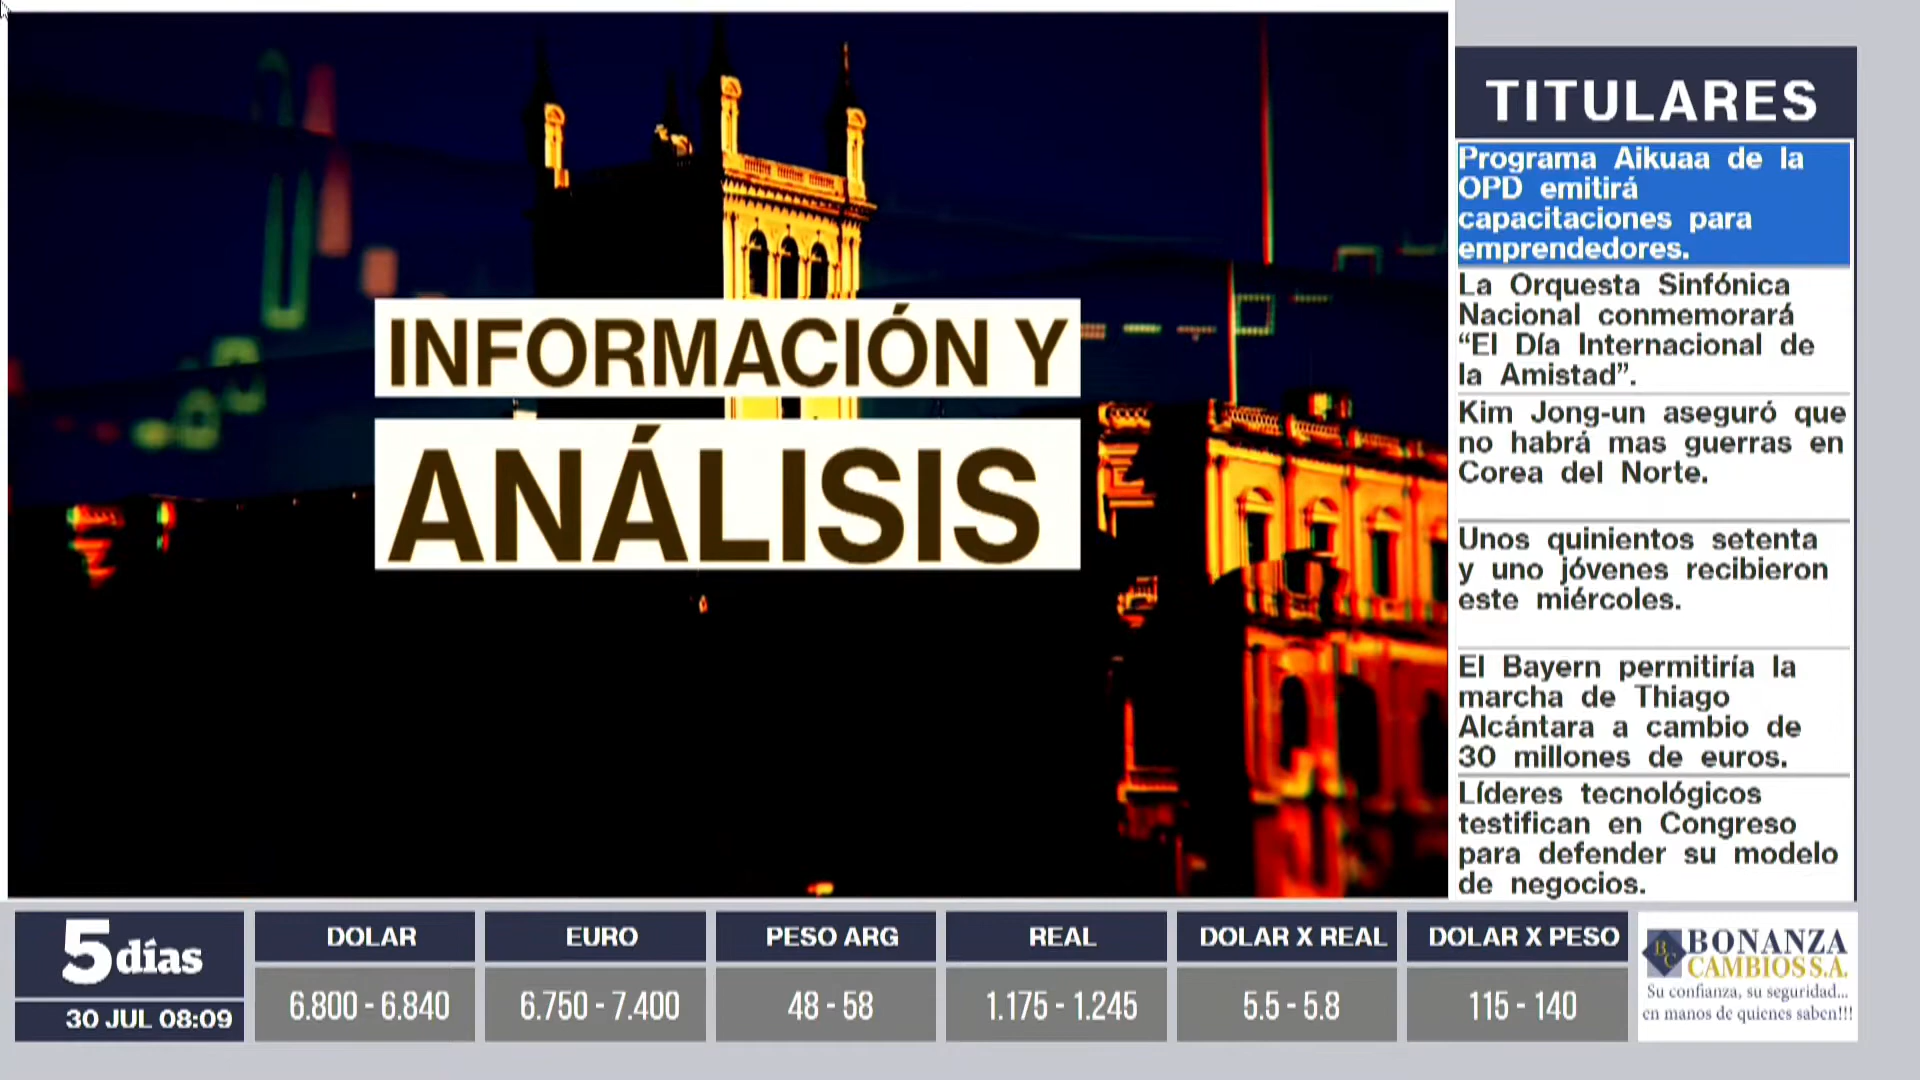 INFORMACIÓN Y
ANÁLISIS
TITULARES
Programa Aikuaa de la
OPD emitirá
capacitaciones para
emprendedores.
La Orquesta Sinfónica
Nacional conmemorará
“El Día Internacional de
la Amistad”.
Kim Jong-un aseguró que
no habrá mas guerras en
Corea del Norte.
Unos quinientos setenta
y uno jóvenes recibieron
este miércoles.
El Bayern permitiría la
marcha de Thiago
Alcántara a cambio de
30 millones de euros.
Líderes tecnológicos
testifican en Congreso
para defender su modelo
de negocios.
5días
30 JUL 08:09
DOLAR
6.800 - 6.840
EURO
6.750 - 7.400
PESO ARG
48 - 58
REAL
1.175 - 1.245
DOLAR X REAL
5.5 - 5.8
DOLAR X PESO
115 - 140
BC
BONANZA
CAMBIOS S.A.
Su confianza, su seguridad...
en manos de quienes saben!!!